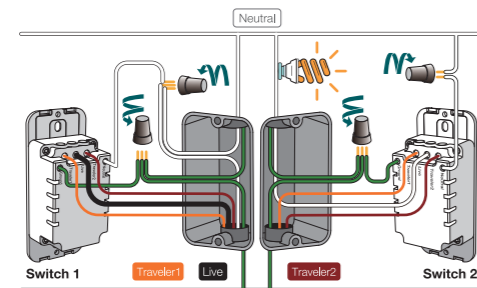 Neutral
Switch 1
Traveler1
Live
Traveler2
Switch 2